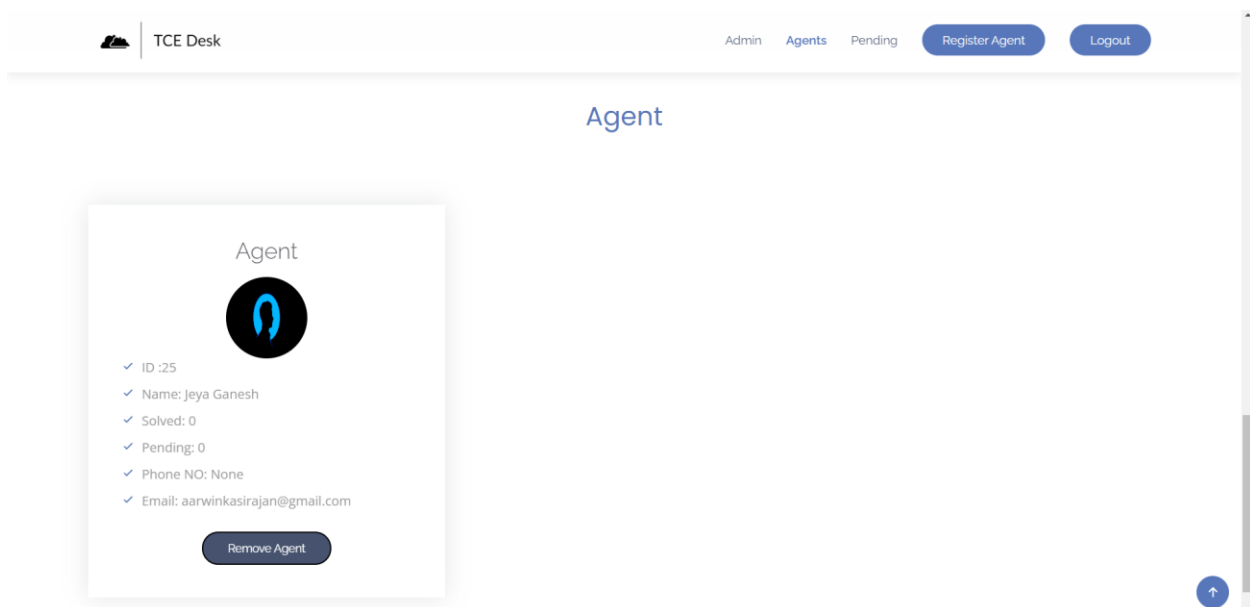 TCE Desk
Admin Agents Pending Register Agent Logout
Agent
Agent
ID :25
Name: Jeya Ganesh
Solved: 0
Pending: 0
Phone NO: None
Email: aarwinkasirajan@gmail.com
Remove Agent